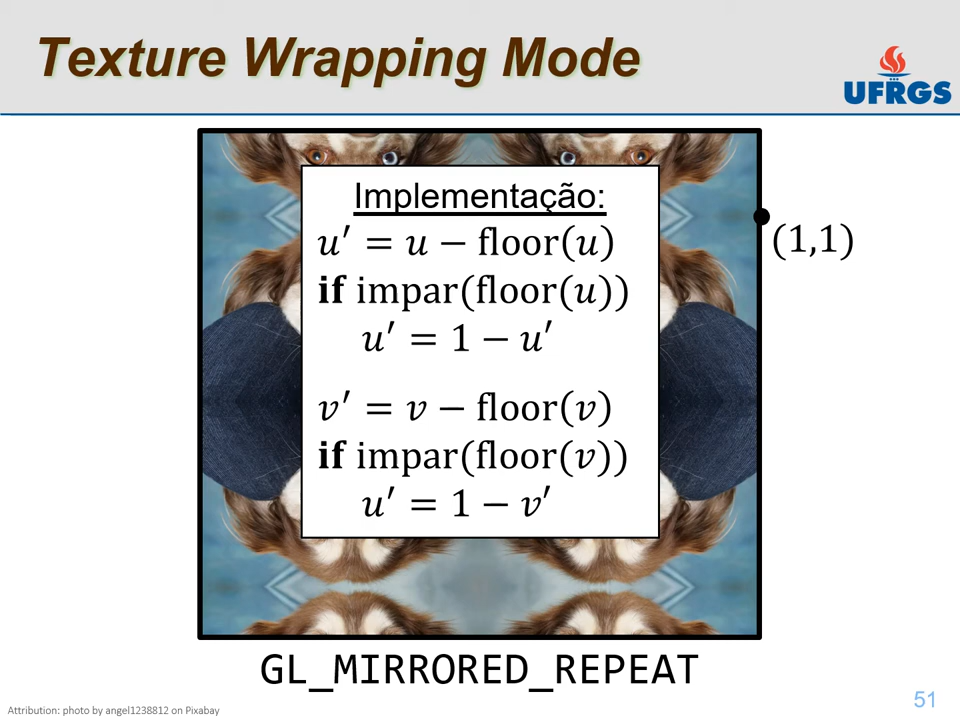 Texture Wrapping Mode
UFRGS
Implementação:
u′ = u − floor(u)
if impar(floor(u))
u′ = 1 − u′
v′ = v − floor(v)
if impar(floor(v))
u′ = 1 − v′
(1,1)
GL_MIRRORED_REPEAT
Attribution: photo by angel1238812 on Pixabay
51